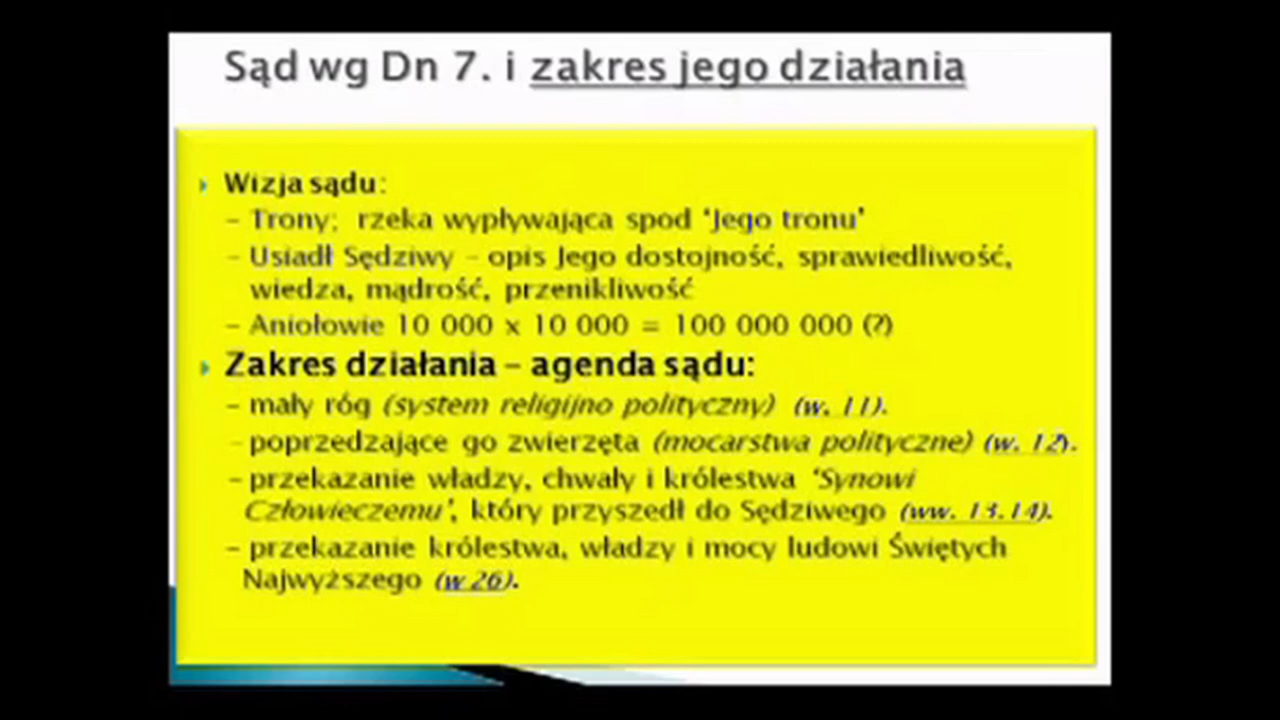 Sąd wg Dn 7. i zakres jego działania
Wizja sądu:
– Trony; rzeka wypływająca spod ‘Jego tronu’
– Usiadł Sędziwy – opis Jego dostojność, sprawiedliwość,
wiedza, mądrość, przenikliwość
– Aniołowie 10 000 x 10 000 = 100 000 000 (?)
Zakres działania – agenda sądu:
– mały róg (system religijno polityczny) (w. 11).
– poprzedzające go zwierzęta (mocarstwa polityczne) (w. 12).
– przekazanie władzy, chwały i królestwa ‘Synowi
Człowieczemu’, który przyszedł do Sędziwego (ww. 13.14).
– przekazanie królestwa, władzy i mocy ludowi Świętych
Najwyższego (w 26).